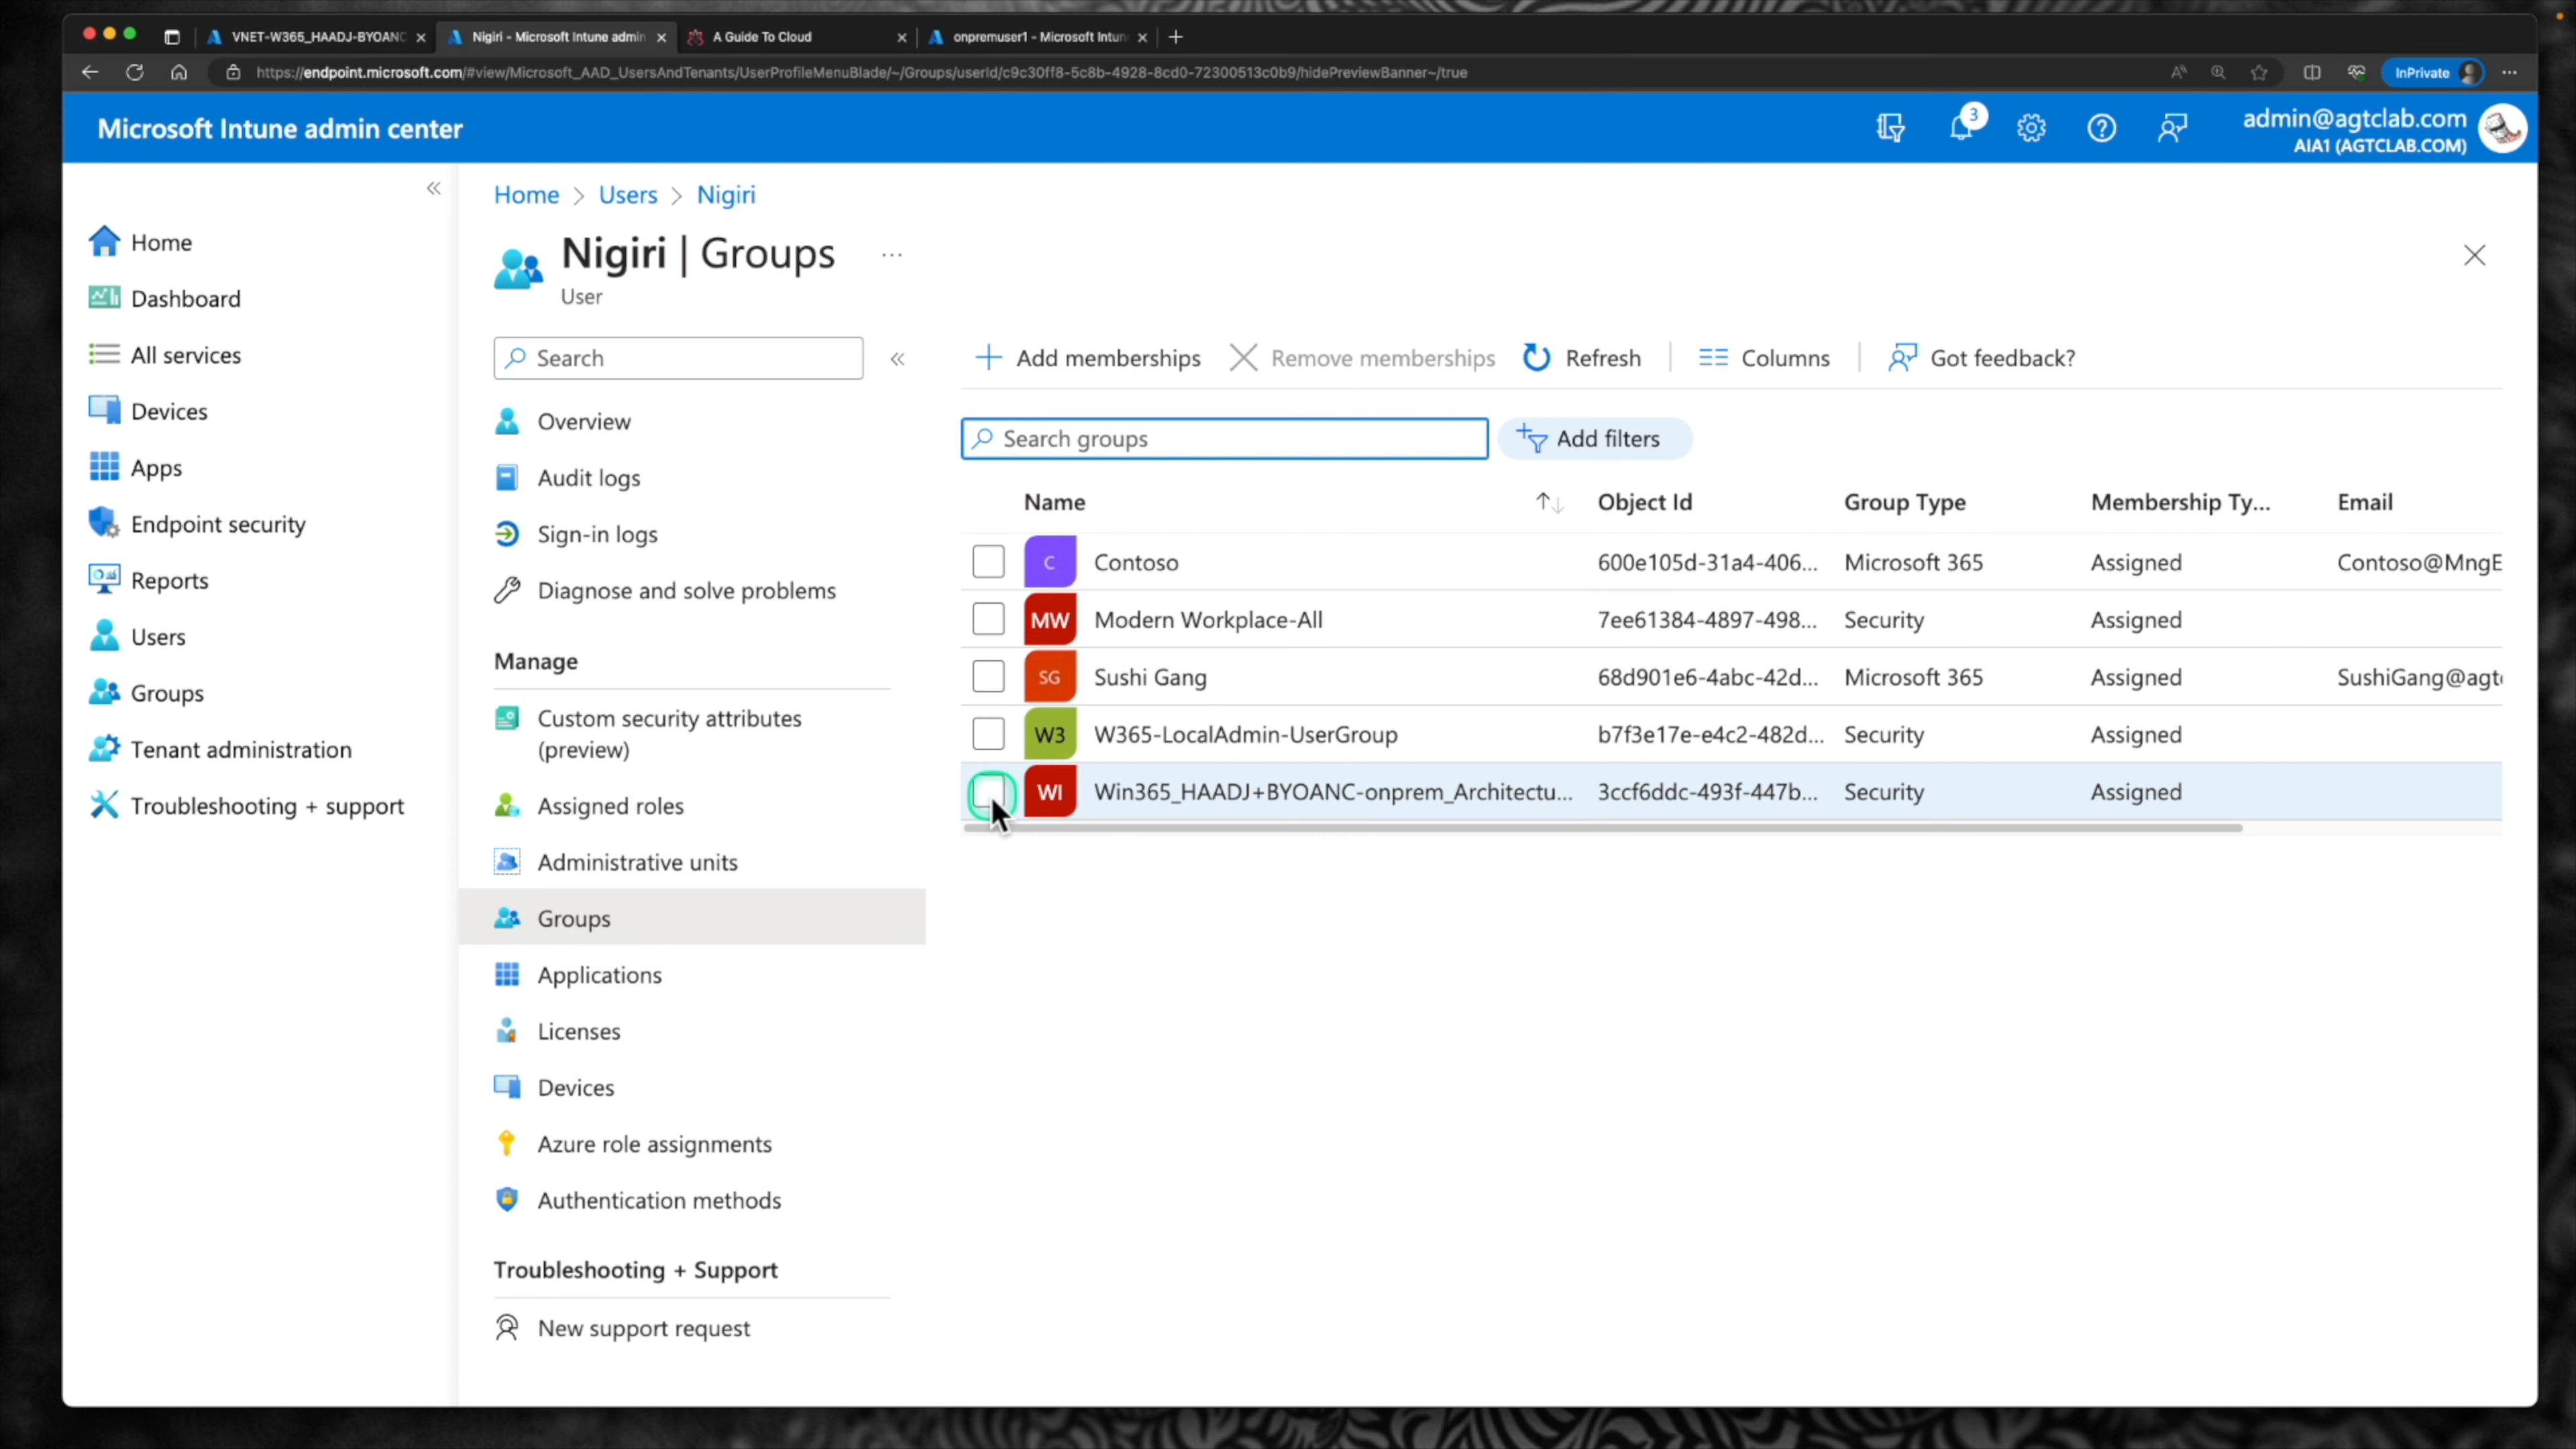 VNET-W365_HAADJ-BYOANC
Nigiri - Microsoft Intune admin
A Guide To Cloud
onpremuser1 - Microsoft Intun
https://endpoint.microsoft.com/#view/Microsoft_AAD_UsersAndTenants/UserProfileMenuBlade/~/Groups/userId/c9c30ff8-5c8b-4928-8cd0-72300513c0b9/hidePreviewBanner~/true
InPrivate
Microsoft Intune admin center
3
admin@agtclab.com
AIA1 (AGTCLAB.COM)
Home > Users > Nigiri
Nigiri | Groups ...
User
Home
Dashboard
All services
Devices
Apps
Endpoint security
Reports
Users
Groups
Tenant administration
Troubleshooting + support
Search
Overview
Audit logs
Sign-in logs
Diagnose and solve problems
Manage
Custom security attributes
(preview)
Assigned roles
Administrative units
Groups
Applications
Licenses
Devices
Azure role assignments
Authentication methods
Troubleshooting + Support
New support request
Add memberships Remove memberships Refresh Columns Got feedback?
Search groups Add filters
Name Object Id Group Type Membership Ty... Email
C Contoso 600e105d-31a4-406... Microsoft 365 Assigned Contoso@MngE
MW Modern Workplace-All 7ee61384-4897-498... Security Assigned
SG Sushi Gang 68d901e6-4abc-42d... Microsoft 365 Assigned SushiGang@agt
W3 W365-LocalAdmin-UserGroup b7f3e17e-e4c2-482d... Security Assigned
WI Win365_HAADJ+BYOANC-onprem_Architectu... 3ccf6ddc-493f-447b... Security Assigned